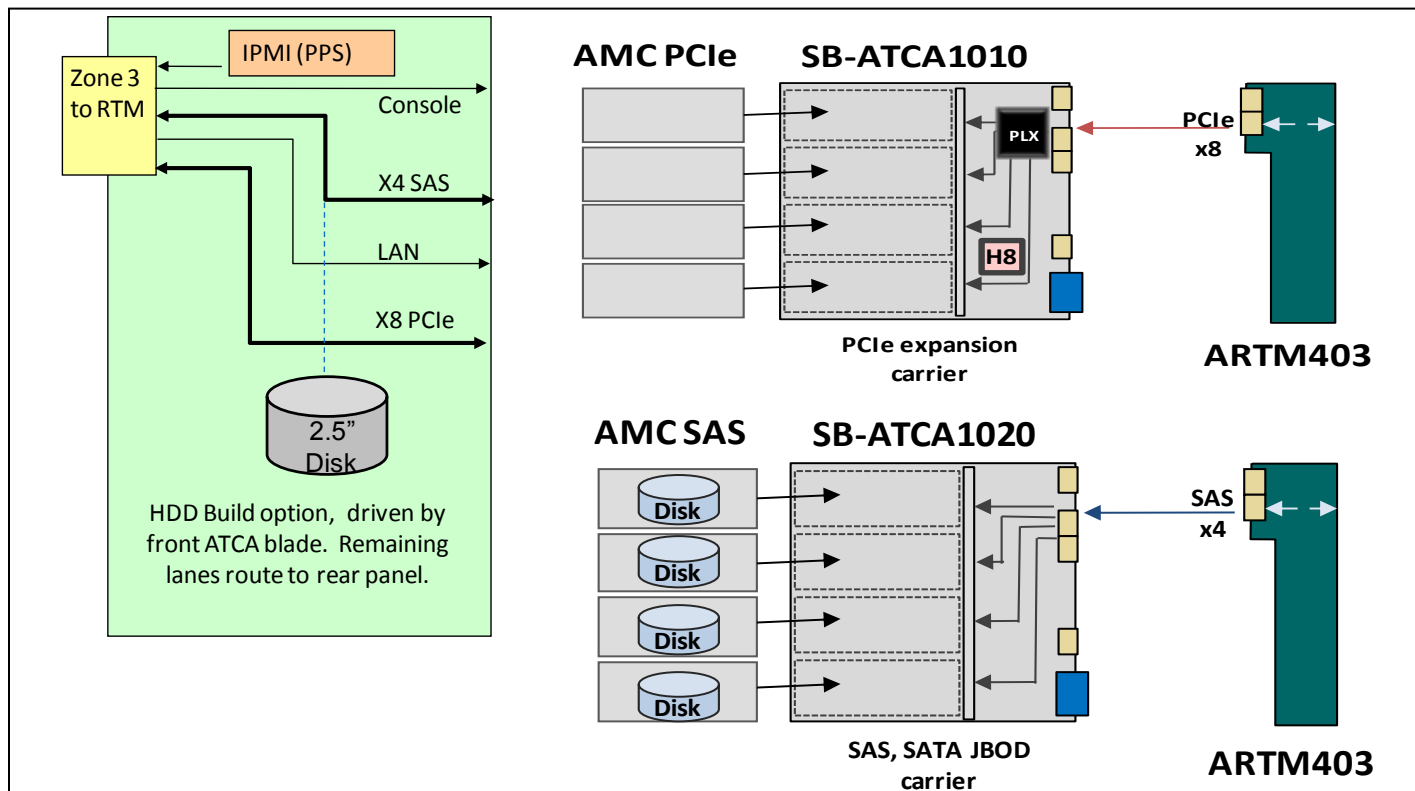 IPMI (PPS)
Zone 3
to RTM
Console
X4 SAS
LAN
X8 PCIe
2.5”
Disk
HDD Build option, driven by
front ATCA blade. Remaining
lanes route to rear panel.
AMC PCIe
SB-ATCA1010
PLX
H8
PCIe
x8
PCIe expansion
carrier
ARTM403
AMC SAS
SB-ATCA1020
Disk
Disk
Disk
Disk
SAS
x4
SAS, SATA JBOD
carrier
ARTM403